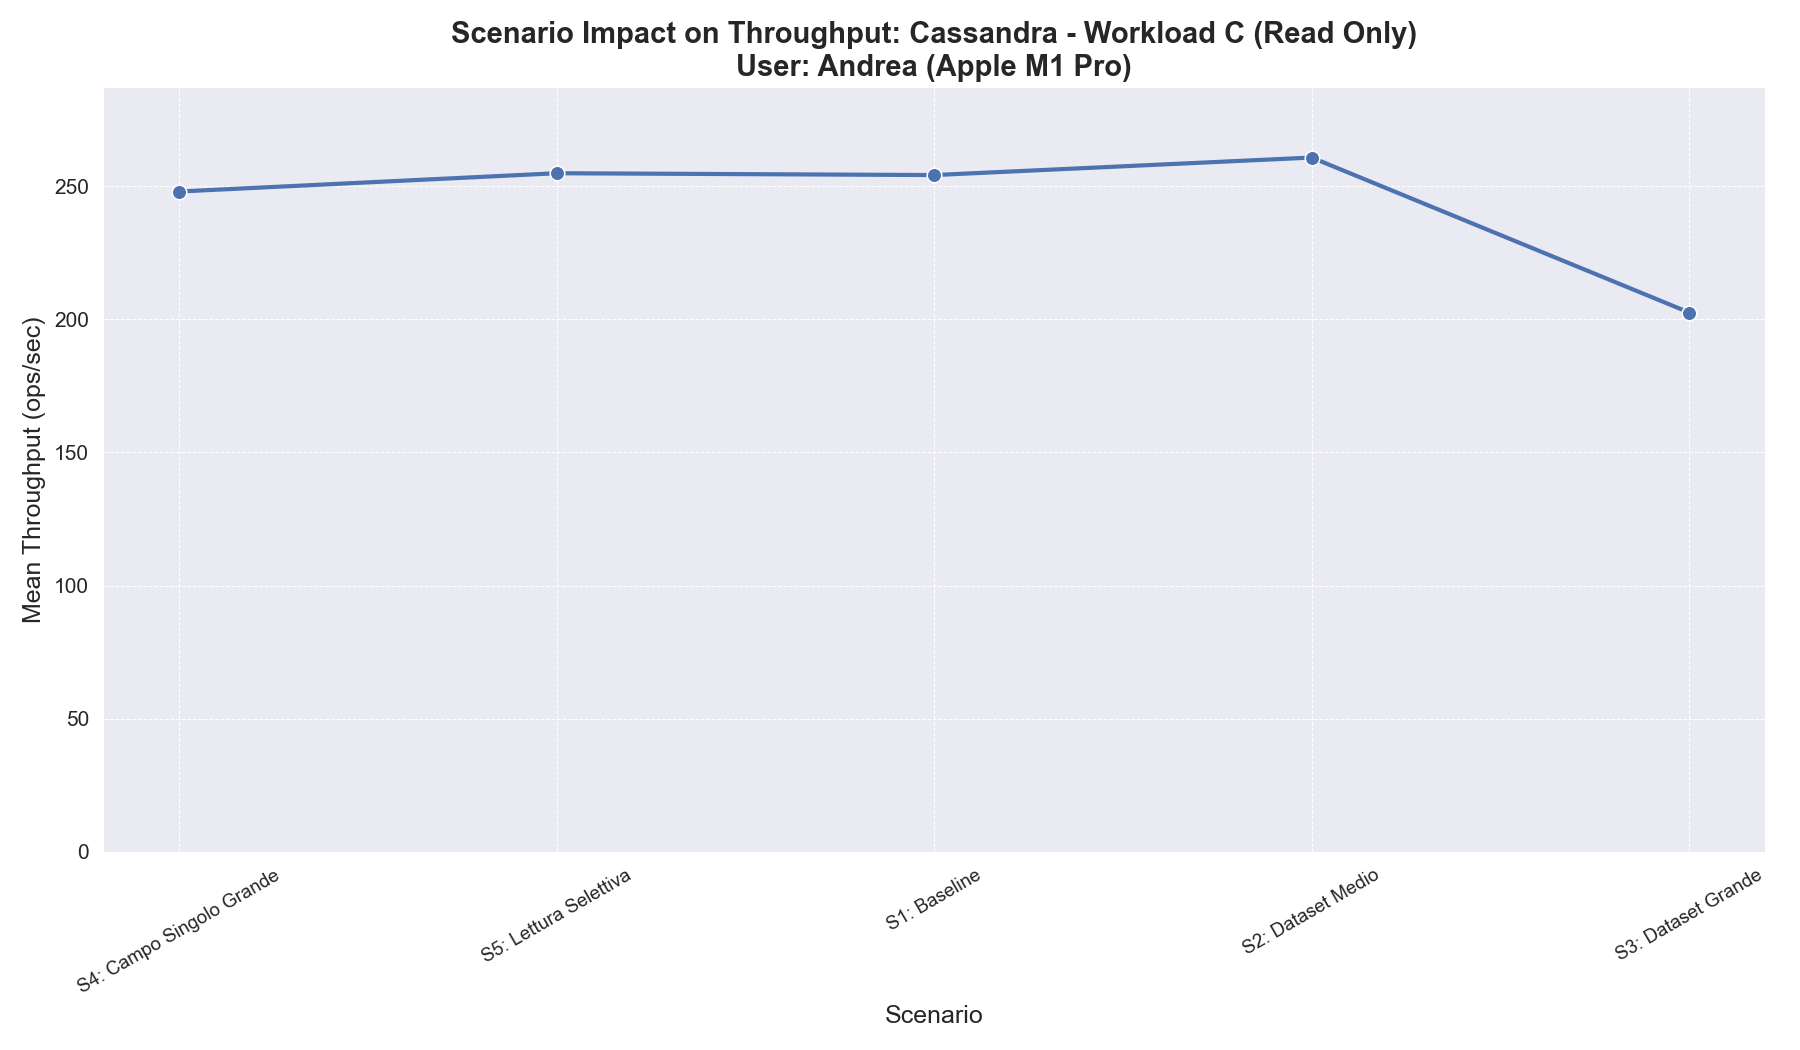 Scenario Impact on Throughput: Cassandra - Workload C (Read Only)
User: Andrea (Apple M1 Pro)
Mean Throughput (ops/sec)
250
200
150
100
50
0
S4: Campo Singolo Grande
S5: Lettura Selettiva
S1: Baseline
S2: Dataset Medio
S3: Dataset Grande
Scenario